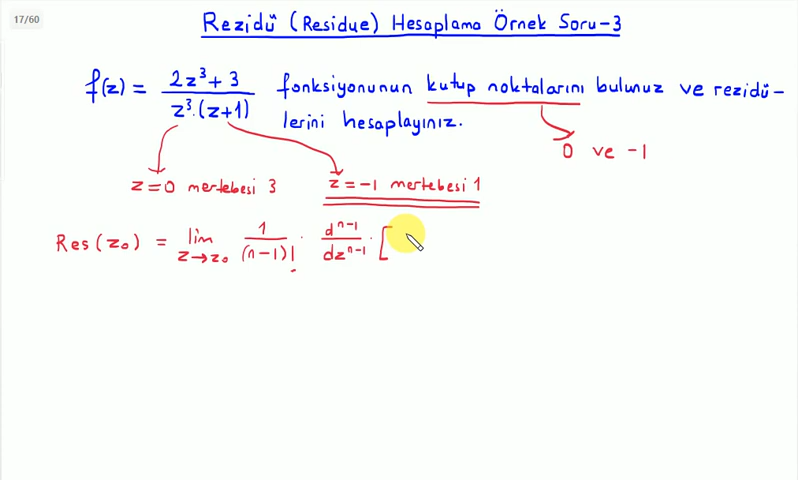 17/60
Rezidü (Residue) Hesaplama Örnek Soru-3
f(z) = (2z³+3)/(z³.(z+1)) fonksiyonunun kutup noktalarını bulunuz ve rezidü-
lerini hesaplayınız.
0 ve -1
z=0 mertebesi 3 z=-1 mertebesi 1
Res(z₀) = lim z→z₀ 1/(n-1)! . dⁿ⁻¹/dzⁿ⁻¹ . [